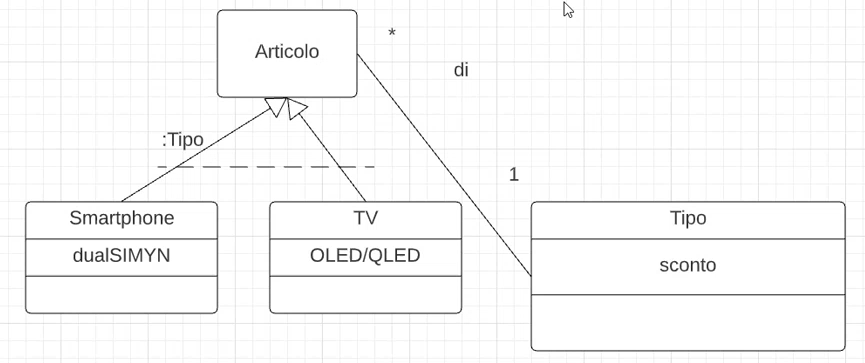 Articolo
*
di
:Tipo
1
Smartphone
dualSIMYN
TV
OLED/QLED
Tipo
sconto